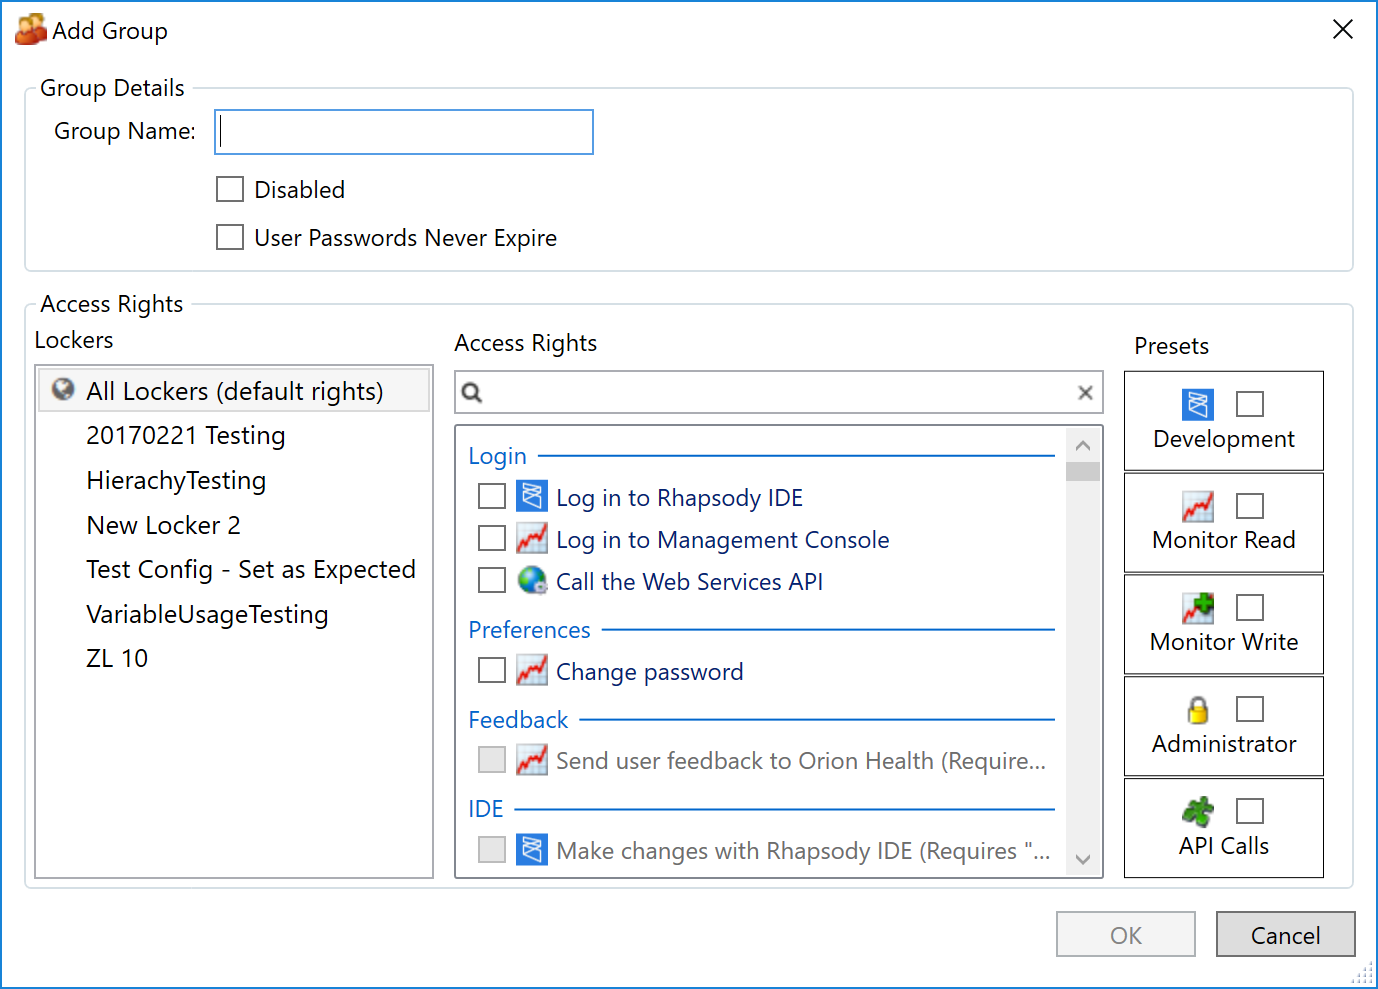 Add Group
Group Details
Group Name:
Disabled
User Passwords Never Expire
Access Rights
Lockers
All Lockers (default rights)
20170221 Testing
HierachyTesting
New Locker 2
Test Config - Set as Expected
VariableUsageTesting
ZL 10
Access Rights
Login
Log in to Rhapsody IDE
Log in to Management Console
Call the Web Services API
Preferences
Change password
Feedback
Send user feedback to Orion Health (Require...
IDE
Make changes with Rhapsody IDE (Requires "...
Presets
Development
Monitor Read
Monitor Write
Administrator
API Calls
OK
Cancel